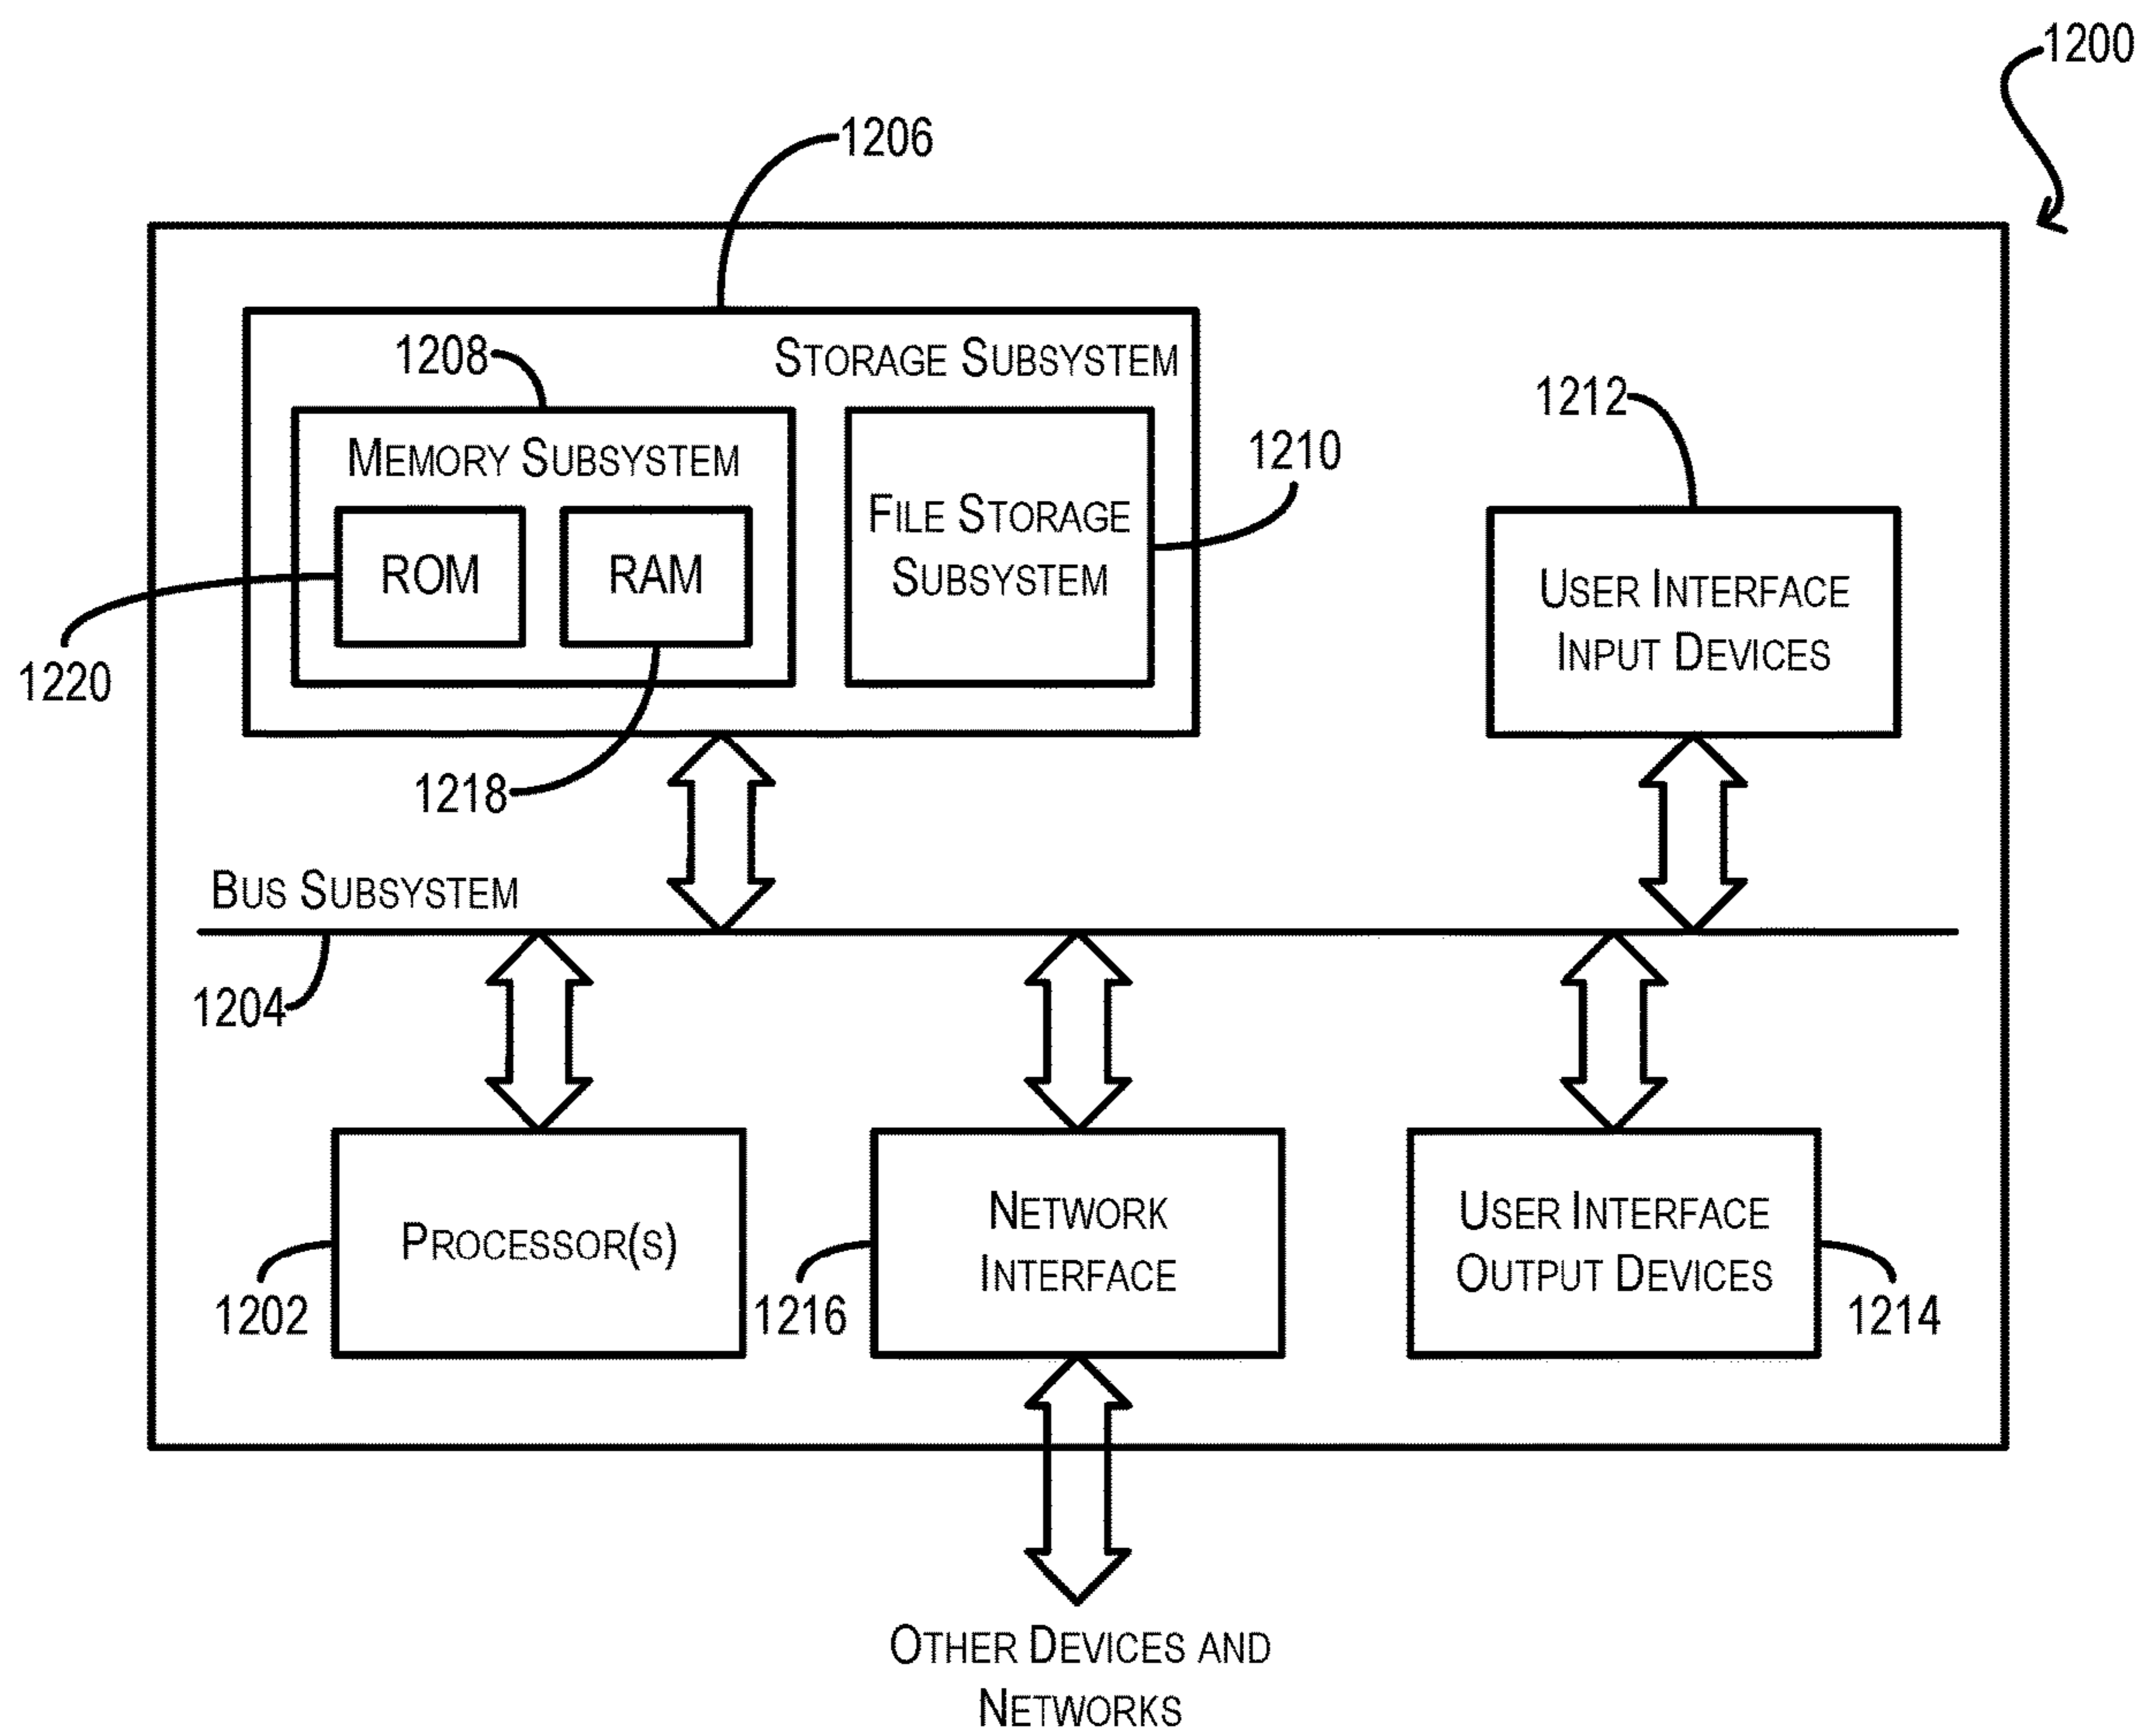 1200
1206
1208
STORAGE SUBSYSTEM
1212
MEMORY SUBSYSTEM
1210
FILE STORAGE
SUBSYSTEM
ROM
RAM
USER INTERFACE
INPUT DEVICES
1220
1218
BUS SUBSYSTEM
1204
PROCESSOR(S)
NETWORK
INTERFACE
USER INTERFACE
OUTPUT DEVICES
1202
1216
1214
OTHER DEVICES AND
NETWORKS